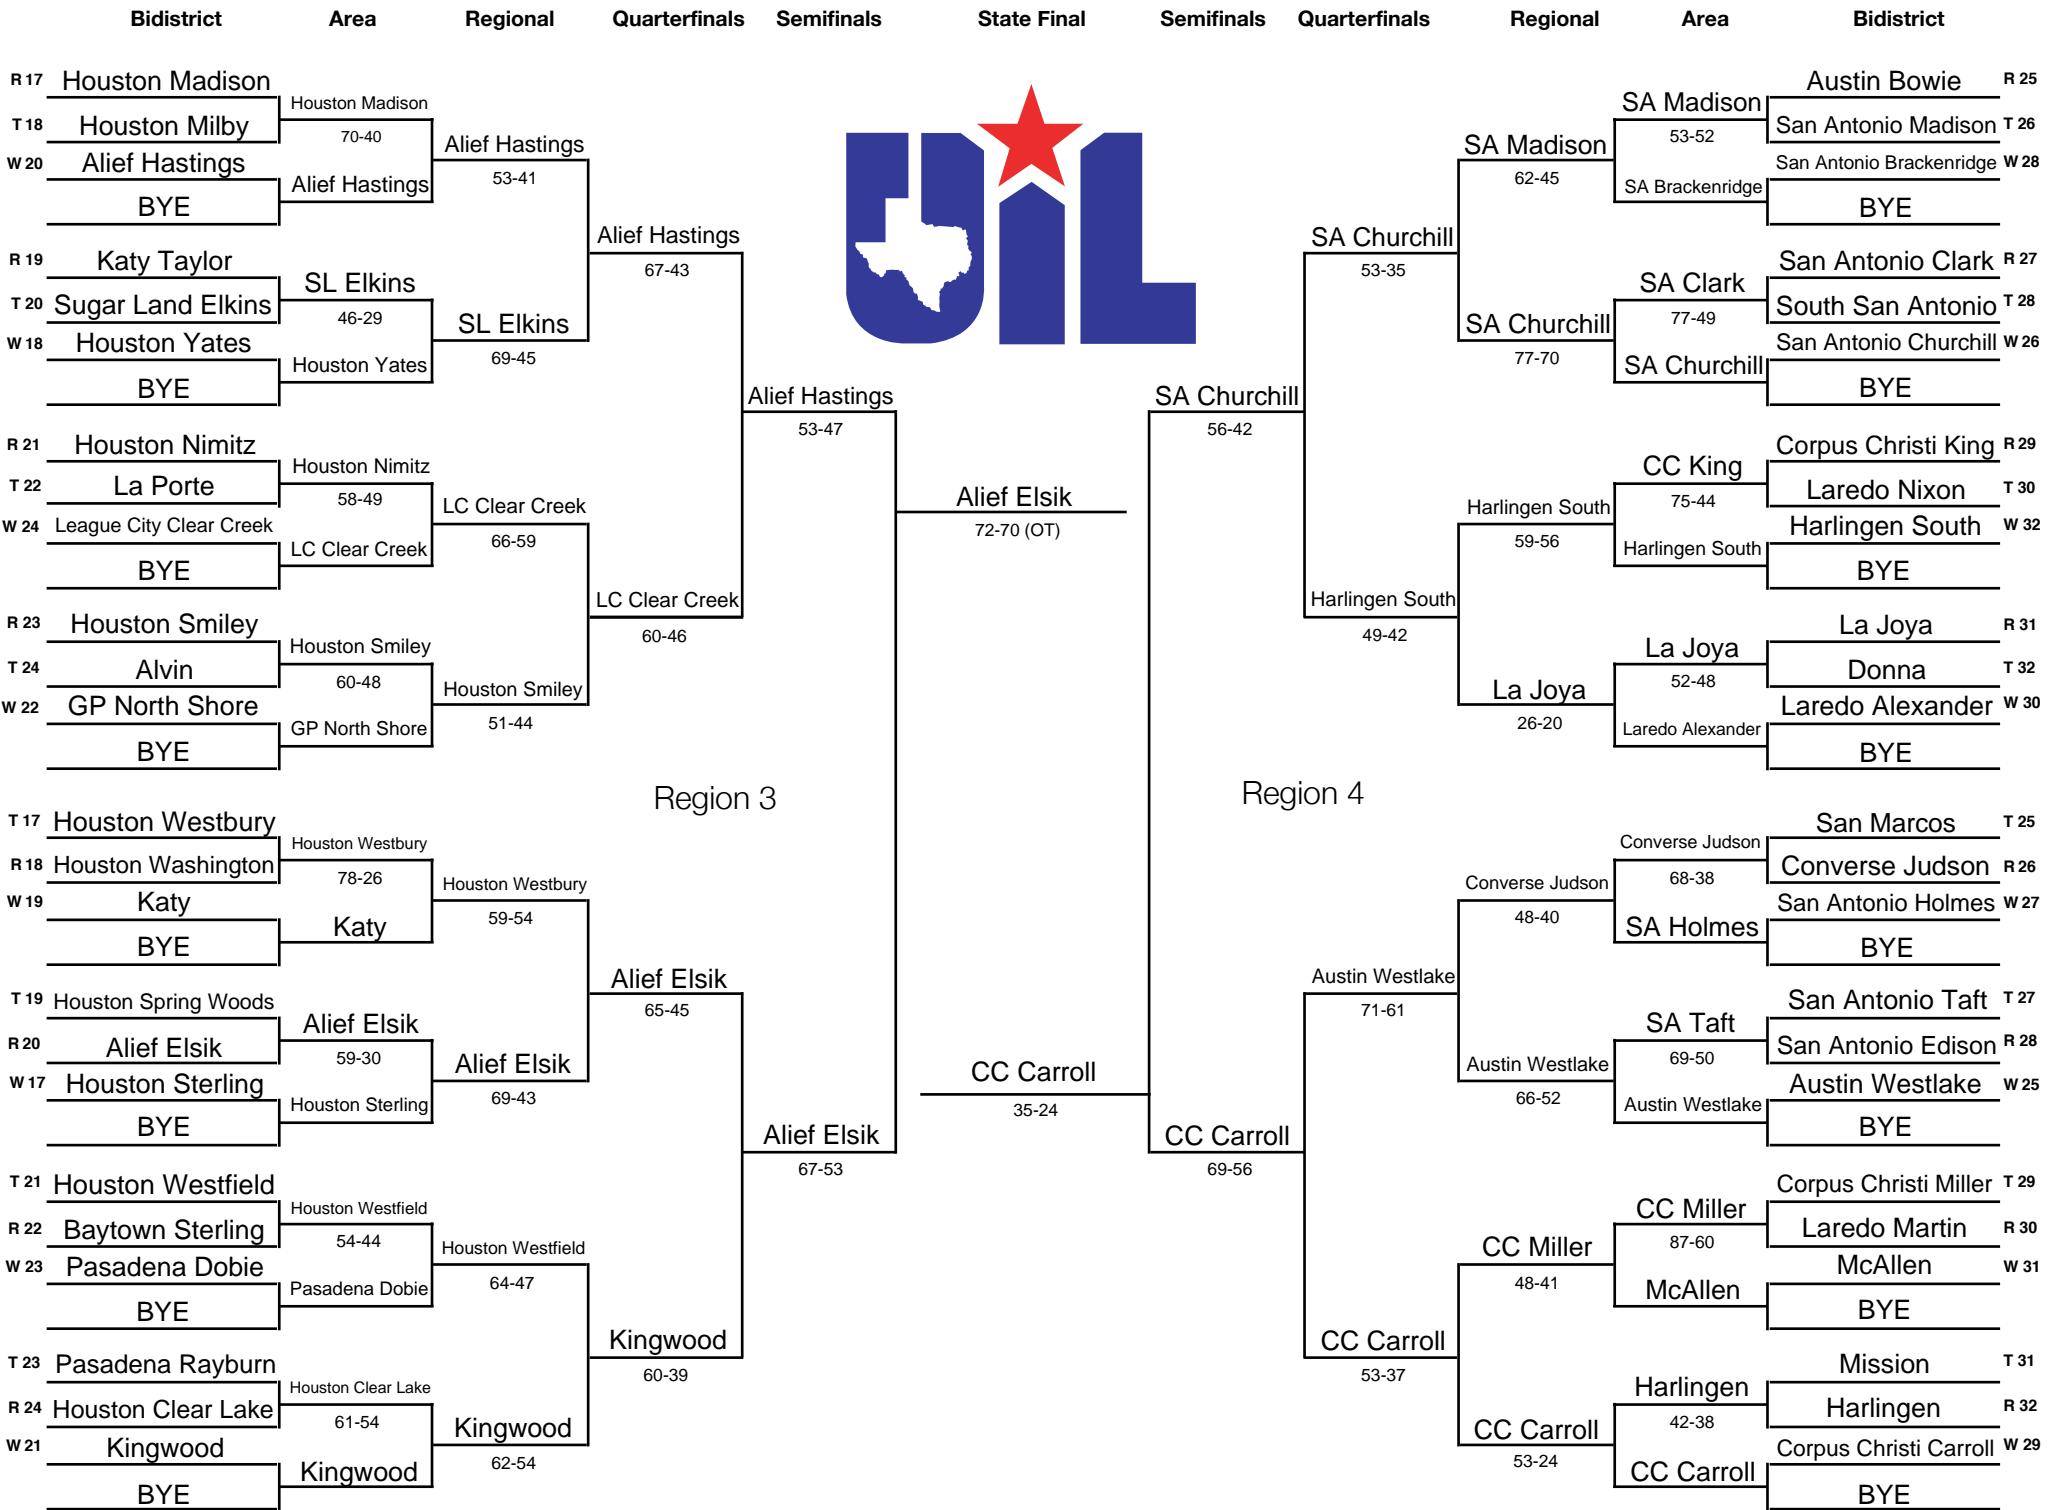 Bidistrict Area Regional Quarterfinals Semifinals State Final Semifinals Quarterfinals Regional Area Bidistrict
R 17 Houston Madison
Houston Madison
T 18 Houston Milby
70-40
W 20 Alief Hastings
Alief Hastings
BYE
Alief Hastings
53-41
R 19 Katy Taylor
SL Elkins
T 20 Sugar Land Elkins
46-29
W 18 Houston Yates
Houston Yates
BYE
SL Elkins
69-45
Alief Hastings
67-43
R 21 Houston Nimitz
Houston Nimitz
T 22 La Porte
58-49
W 24 League City Clear Creek
LC Clear Creek
BYE
LC Clear Creek
66-59
R 23 Houston Smiley
Houston Smiley
T 24 Alvin
60-48
W 22 GP North Shore
GP North Shore
BYE
Houston Smiley
51-44
LC Clear Creek
60-46
Alief Hastings
53-47
Region 3
T 17 Houston Westbury
Houston Westbury
R 18 Houston Washington
78-26
W 19 Katy
Katy
BYE
Houston Westbury
59-54
T 19 Houston Spring Woods
Alief Elsik
R 20 Alief Elsik
59-30
W 17 Houston Sterling
Houston Sterling
BYE
Alief Elsik
69-43
Alief Elsik
65-45
T 21 Houston Westfield
Houston Westfield
R 22 Baytown Sterling
54-44
W 23 Pasadena Dobie
Pasadena Dobie
BYE
Houston Westfield
64-47
T 23 Pasadena Rayburn
Houston Clear Lake
R 24 Houston Clear Lake
61-54
W 21 Kingwood
Kingwood
BYE
Kingwood
62-54
Kingwood
60-39
Alief Elsik
67-53
UIL
Alief Elsik
72-70 (OT)
CC Carroll
35-24
Austin Bowie R 25
SA Madison
San Antonio Madison T 26
53-52
San Antonio Brackenridge W 28
SA Brackenridge
BYE
SA Madison
62-45
San Antonio Clark R 27
SA Clark
South San Antonio T 28
77-49
San Antonio Churchill W 26
SA Churchill
BYE
SA Churchill
77-70
SA Churchill
53-35
Corpus Christi King R 29
CC King
Laredo Nixon T 30
75-44
Harlingen South W 32
Harlingen South
BYE
Harlingen South
59-56
La Joya R 31
La Joya
Donna T 32
52-48
Laredo Alexander W 30
Laredo Alexander
BYE
La Joya
26-20
Harlingen South
49-42
SA Churchill
56-42
Region 4
San Marcos T 25
Converse Judson
Converse Judson R 26
68-38
San Antonio Holmes W 27
SA Holmes
BYE
Converse Judson
48-40
San Antonio Taft T 27
SA Taft
San Antonio Edison R 28
69-50
Austin Westlake W 25
Austin Westlake
BYE
Austin Westlake
66-52
Austin Westlake
71-61
Corpus Christi Miller T 29
CC Miller
Laredo Martin R 30
87-60
McAllen W 31
McAllen
BYE
CC Miller
48-41
Mission T 31
Harlingen
Harlingen R 32
42-38
Corpus Christi Carroll W 29
CC Carroll
BYE
CC Carroll
53-24
CC Carroll
53-37
CC Carroll
69-56